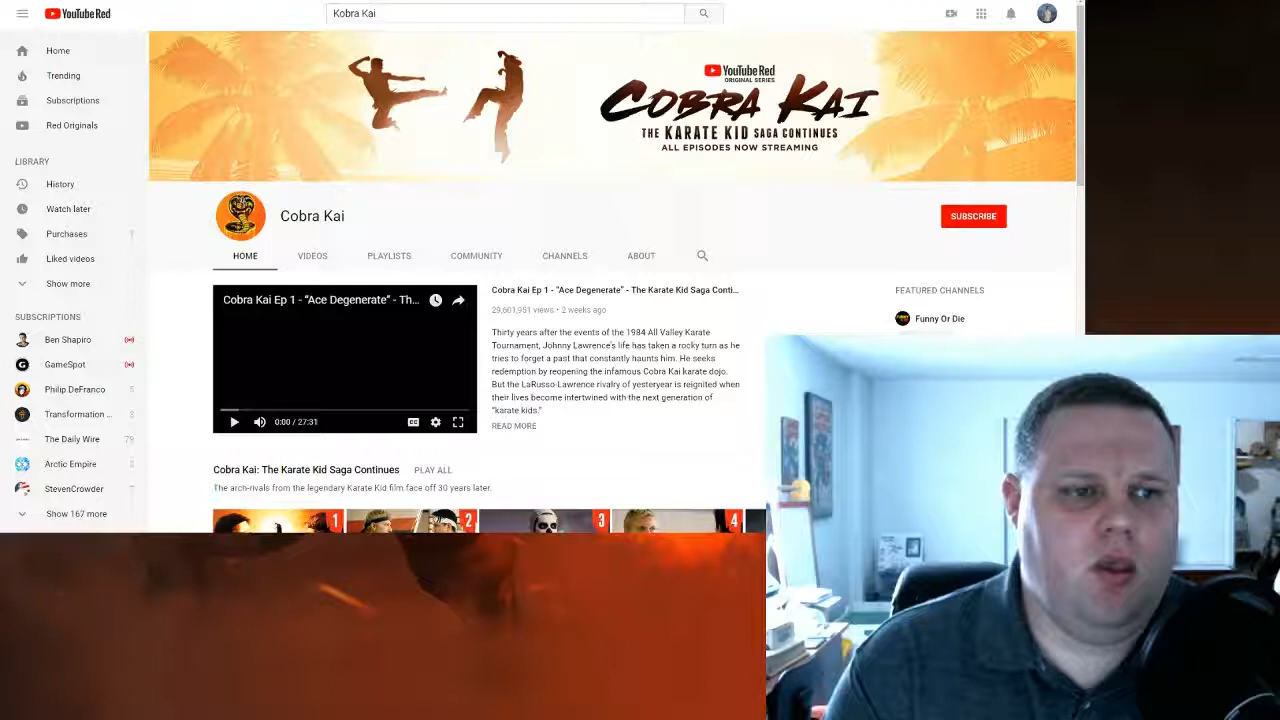 YouTube Red
Kobra Kai
Home
Trending
Subscriptions
Red Originals
LIBRARY
History
Watch later
Purchases
1
Liked videos
Show more
SUBSCRIPTIONS
Ben Shapiro
GameSpot
Philip DeFranco
5
Transformation ...
The Daily Wire
79
Arctic Empire
StevenCrowder
Show 167 more
YouTube Red
ORIGINAL SERIES
COBRA KAI
THE KARATE KID SAGA CONTINUES
ALL EPISODES NOW STREAMING
Cobra Kai
SUBSCRIBE
HOME
VIDEOS
PLAYLISTS
COMMUNITY
CHANNELS
ABOUT
Cobra Kai Ep 1 - “Ace Degenerate” - Th...
0:00 / 27:31
Cobra Kai Ep 1 - “Ace Degenerate” - The Karate Kid Saga Conti...
29,601,951 views • 2 weeks ago
Thirty years after the events of the 1984 All Valley Karate
Tournament, Johnny Lawrence's life has taken a rocky turn as he
tries to forget a past that constantly haunts him. He seeks
redemption by reopening the infamous Cobra Kai karate dojo.
But the LaRusso-Lawrence rivalry of yesteryear is reignited when
their lives become intertwined with the next generation of
“karate kids.”
READ MORE
FEATURED CHANNELS
Funny Or Die
Cobra Kai: The Karate Kid Saga Continues
PLAY ALL
The arch-rivals from the legendary Karate Kid film face off 30 years later.
1
2
3
4